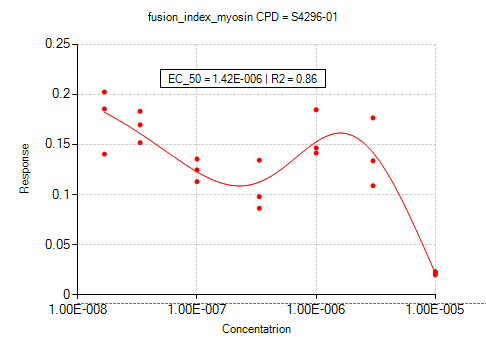 fusion_index_myosin CPD = S4296-01
0.25
EC_50 = 1.42E-006 | R2 = 0.86
0.2
0.15
Response
0.1
0.05
0
1.00E-008 1.00E-007 1.00E-006 1.00E-005
Concentatrion